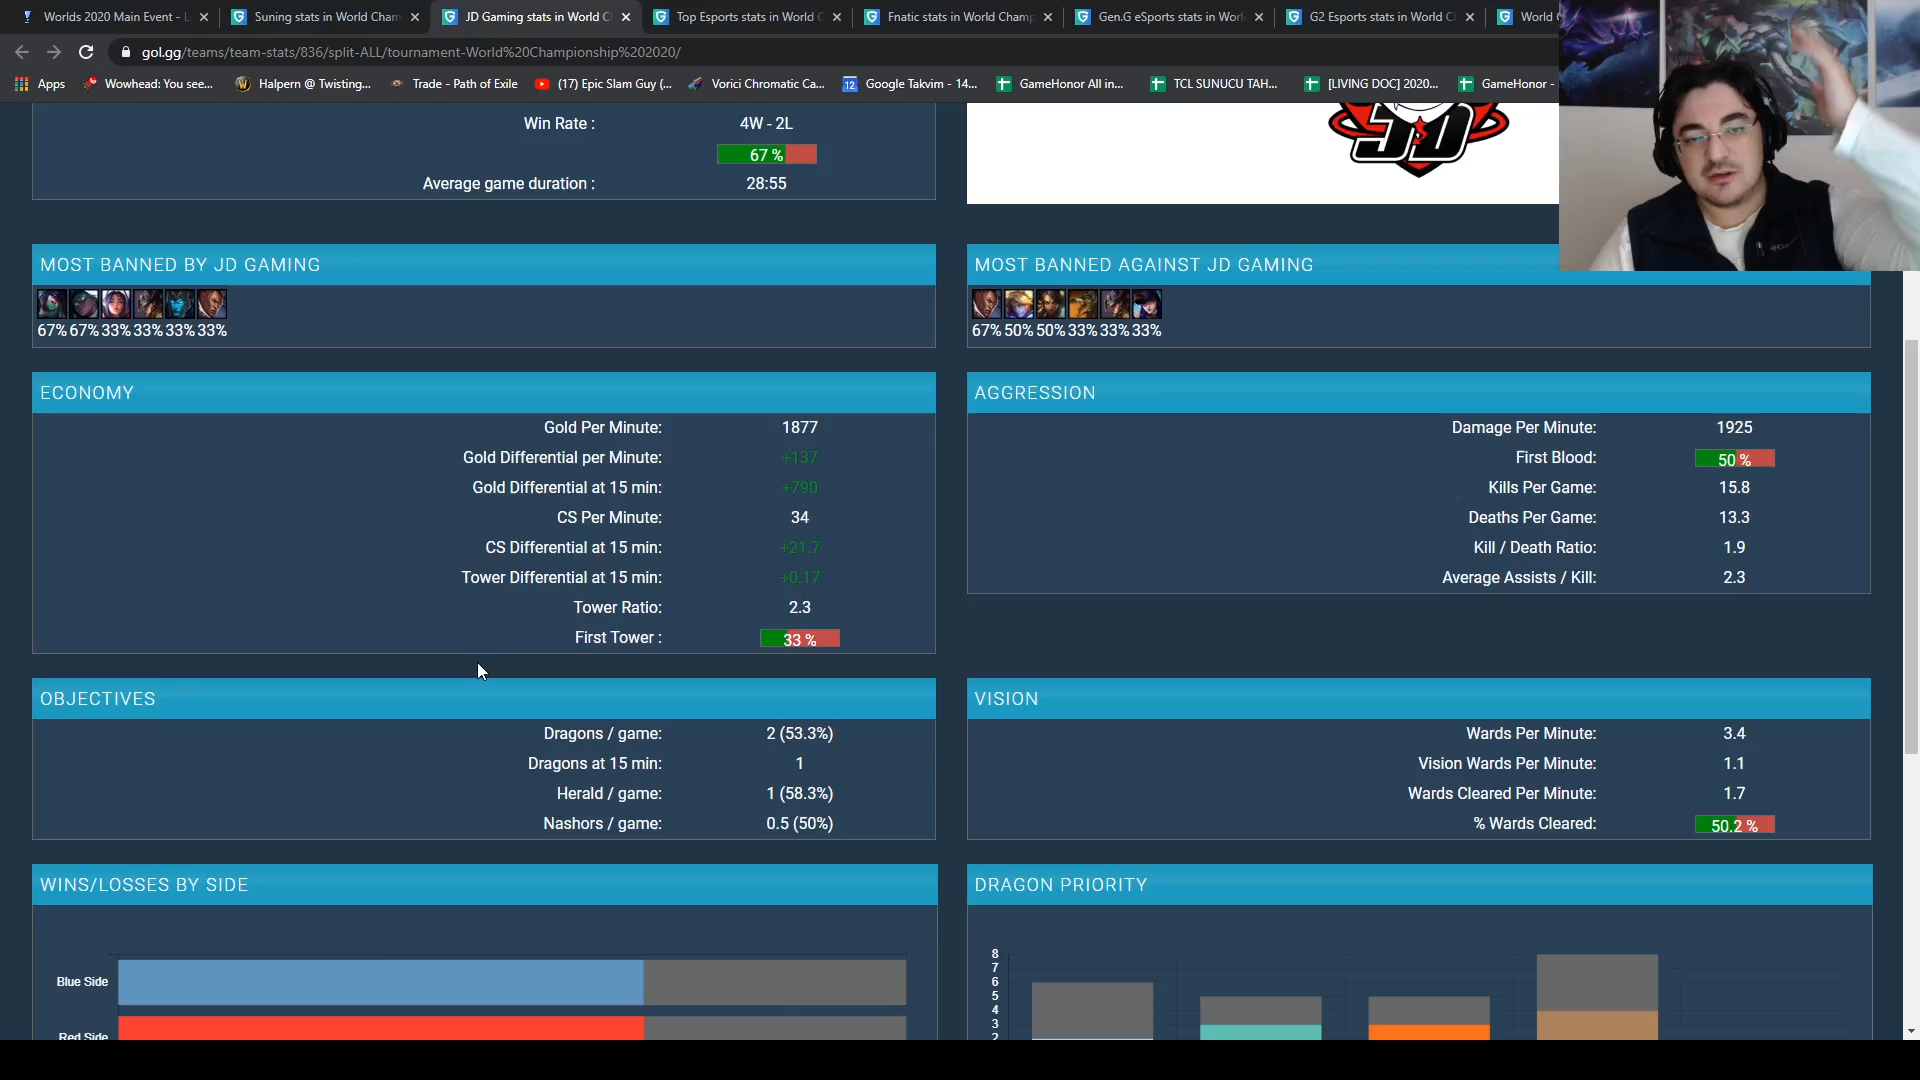 Worlds 2020 Main Event - L
Suning stats in World Cham
JD Gaming stats in World C
Top Esports stats in World C
Fnatic stats in World Champ
Gen.G eSports stats in Worl
G2 Esports stats in World C
World C
gol.gg/teams/team-stats/836/split-ALL/tournament-World%20Championship%202020/
Apps
Wowhead: You see...
Halpern @ Twisting...
Trade - Path of Exile
(17) Epic Slam Guy (...
Vorici Chromatic Ca...
12
Google Takvim - 14...
GameHonor All in...
TCL SUNUCU TAH...
[LIVING DOC] 2020...
GameHonor -
Win Rate : 4W - 2L
67 %
Average game duration : 28:55
JD
MOST BANNED BY JD GAMING
67% 67% 33% 33% 33% 33%
MOST BANNED AGAINST JD GAMING
67% 50% 50% 33% 33% 33%
ECONOMY
Gold Per Minute: 1877
Gold Differential per Minute: +137
Gold Differential at 15 min: +790
CS Per Minute: 34
CS Differential at 15 min: +21.7
Tower Differential at 15 min: +0.17
Tower Ratio: 2.3
First Tower : 33 %
AGGRESSION
Damage Per Minute: 1925
First Blood: 50 %
Kills Per Game: 15.8
Deaths Per Game: 13.3
Kill / Death Ratio: 1.9
Average Assists / Kill: 2.3
OBJECTIVES
Dragons / game: 2 (53.3%)
Dragons at 15 min: 1
Herald / game: 1 (58.3%)
Nashors / game: 0.5 (50%)
VISION
Wards Per Minute: 3.4
Vision Wards Per Minute: 1.1
Wards Cleared Per Minute: 1.7
% Wards Cleared: 50.2 %
WINS/LOSSES BY SIDE
Blue Side
Red Side
DRAGON PRIORITY
8
7
6
5
4
3
2